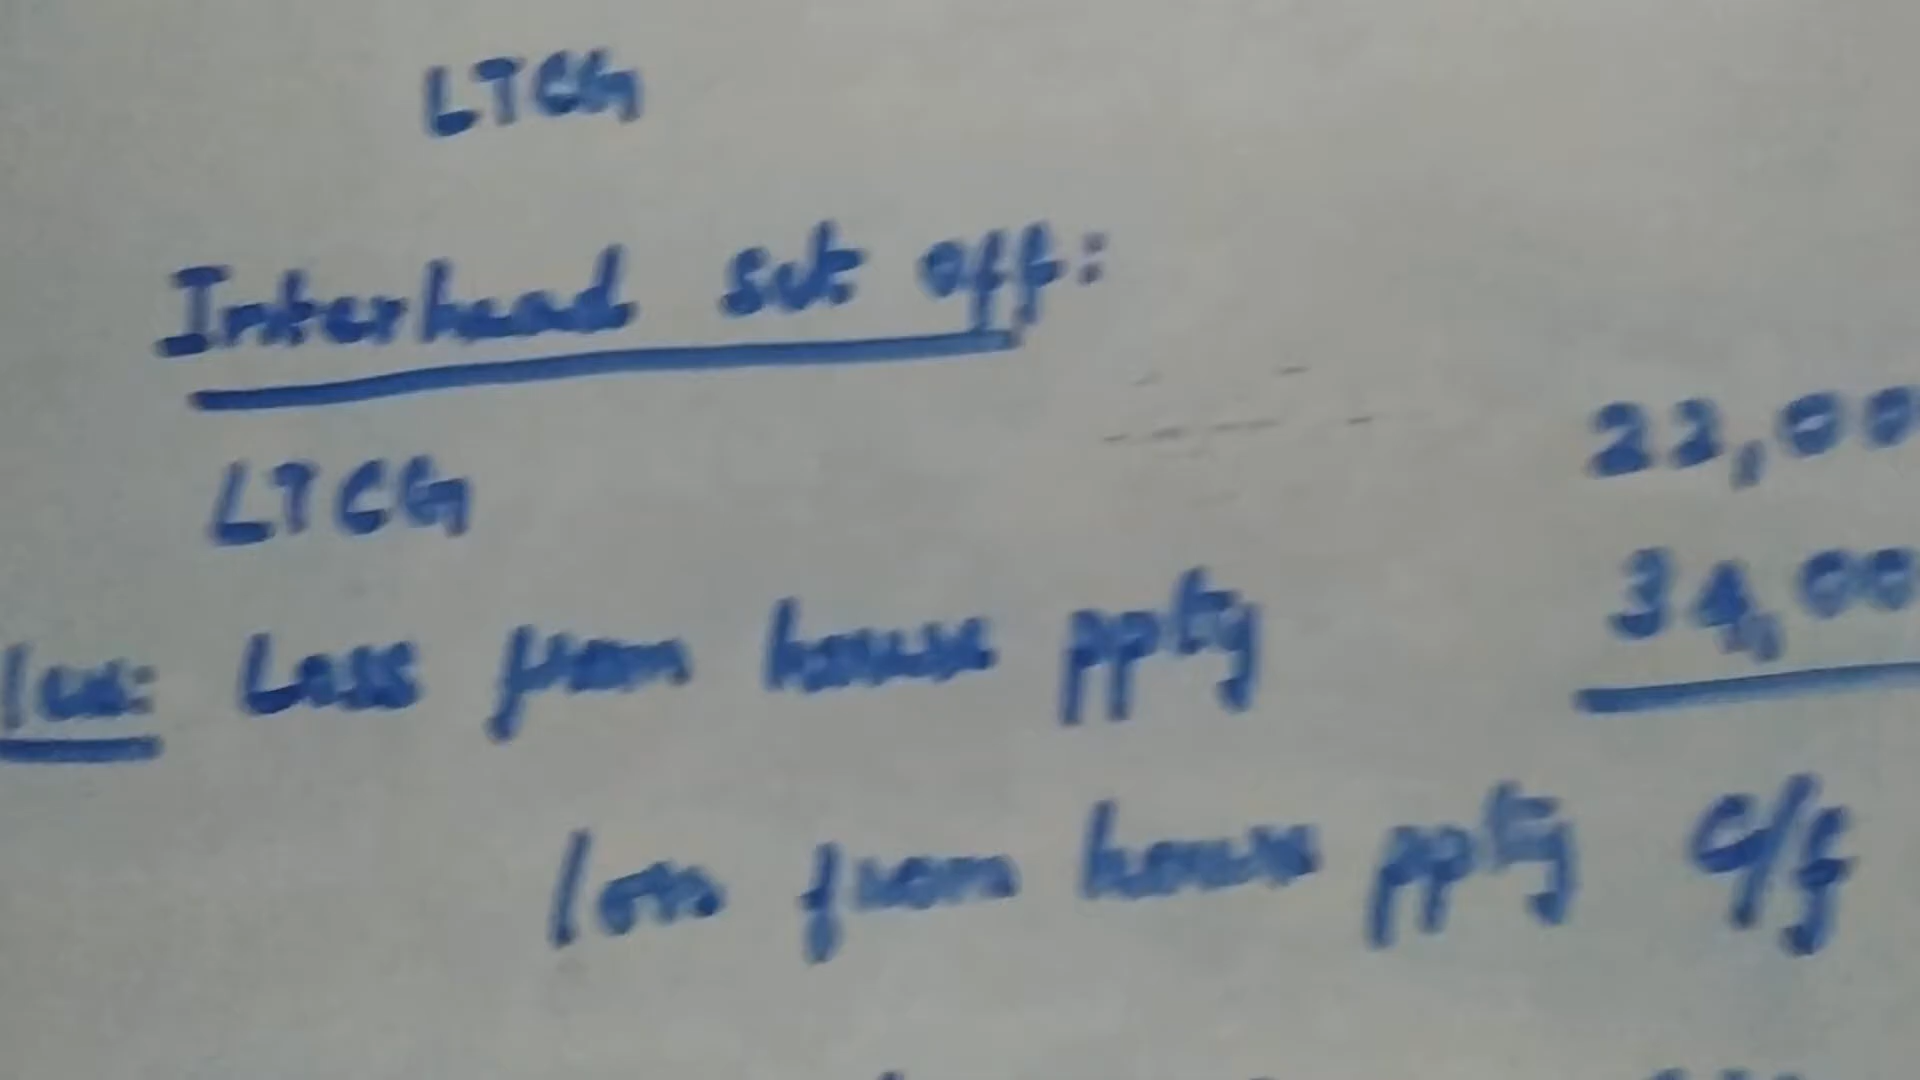 LTCG
Interhead set off:
22,00
LTCG
34,00
less: Loss from house ppty
loss from house ppty c/f